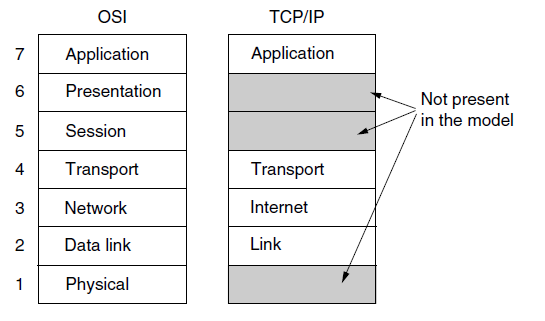 OSI TCP/IP
7 Application Application
6 Presentation
5 Session
Not present
in the model
4 Transport Transport
3 Network Internet
2 Data link Link
1 Physical